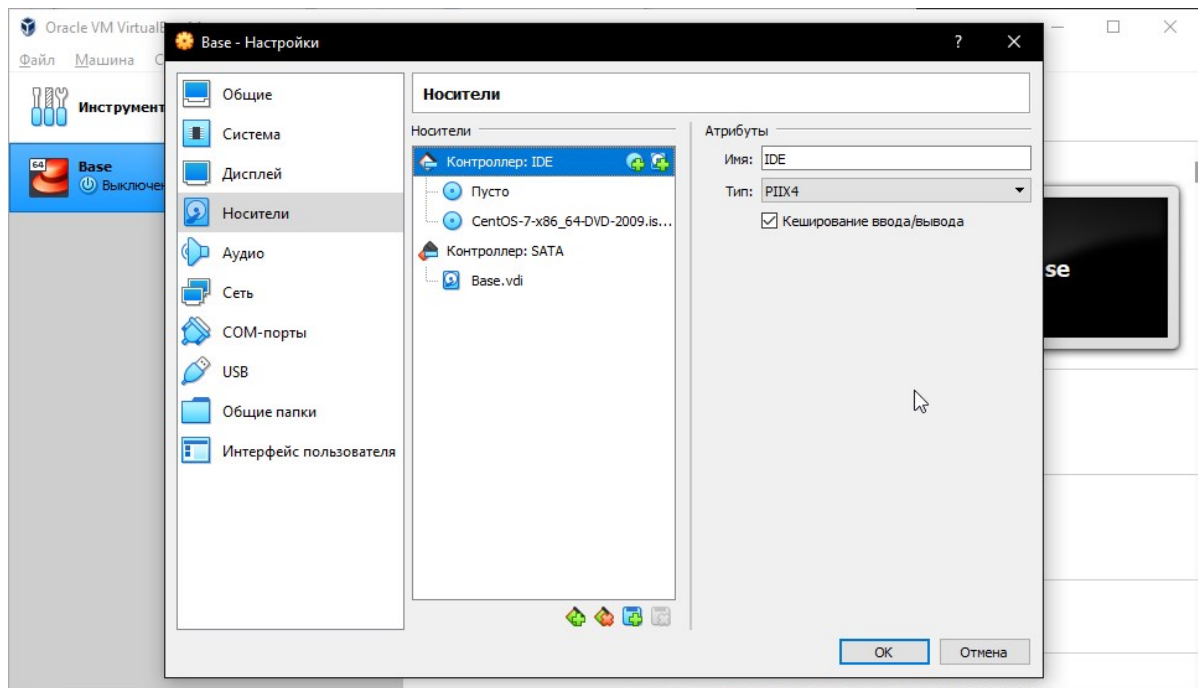 Oracle VM Virtual
Base - Настройки
?
Файл Машина С
Инструмент
64
Base
Выключен
Общие
Система
Дисплей
Носители
Аудио
Сеть
COM-порты
USB
Общие папки
Интерфейс пользователя
Носители
Носители
Контроллер: IDE
Пусто
CentOS-7-x86_64-DVD-2009.is...
Контроллер: SATA
Base.vdi
Атрибуты
Имя: IDE
Тип: PIIX4
Кеширование ввода/вывода
se
OK Отмена